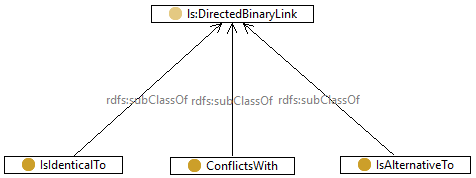 ls:DirectedBinaryLink
rdfs:subClassOf rdfs:subClassOf rdfs:subClassOf
IsIdenticalTo ConflictsWith IsAlternativeTo